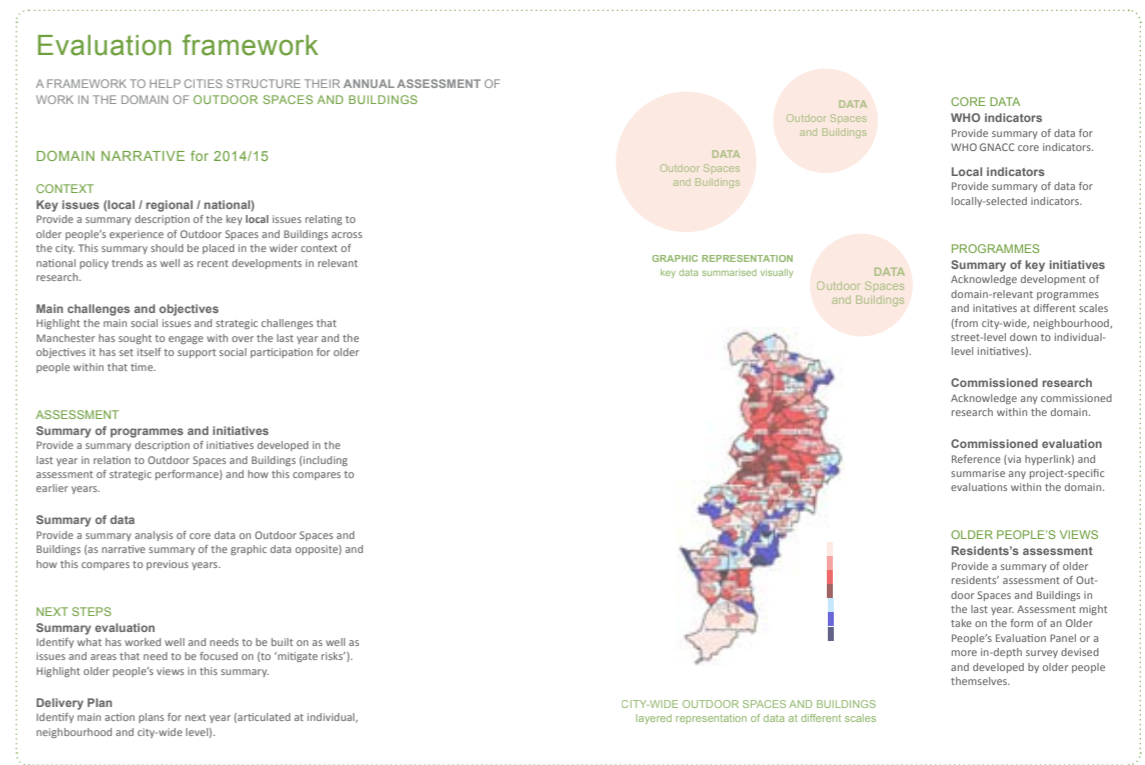 Evaluation framework
A FRAMEWORK TO HELP CITIES STRUCTURE THEIR ANNUAL ASSESSMENT OF
WORK IN THE DOMAIN OF OUTDOOR SPACES AND BUILDINGS
DOMAIN NARRATIVE for 2014/15
CONTEXT
Key issues (local / regional / national)
Provide a summary description of the key local issues relating to
older people's experience of Outdoor Spaces and Buildings across
the city. This summary should be placed in the wider context of
national policy trends as well as recent developments in relevant
research.
Main challenges and objectives
Highlight the main social issues and strategic challenges that
Manchester has sought to engage with over the last year and the
objectives it has set itself to support social participation for older
people within that time.
ASSESSMENT
Summary of programmes and initiatives
Provide a summary description of initiatives developed in the
last year in relation to Outdoor Spaces and Buildings (including
assessment of strategic performance) and how this compares to
earlier years.
Summary of data
Provide a summary analysis of core data on Outdoor Spaces and
Buildings (as narrative summary of the graphic data opposite) and
how this compares to previous years.
NEXT STEPS
Summary evaluation
Identify what has worked well and needs to be built on as well as
issues and areas that need to be focused on (to 'mitigate risks').
Highlight older people's views in this summary.
Delivery Plan
Identify main action plans for next year (articulated at individual,
neighbourhood and city-wide level).
DATA
Outdoor Spaces
and Buildings
DATA
Outdoor Spaces
and Buildings
GRAPHIC REPRESENTATION
key data summarised visually
DATA
Outdoor Spaces
and Buildings
CITY-WIDE OUTDOOR SPACES AND BUILDINGS
layered representation of data at different scales
CORE DATA
WHO indicators
Provide summary of data for
WHO GNACC core indicators.
Local indicators
Provide summary of data for
locally-selected indicators.
PROGRAMMES
Summary of key initiatives
Acknowledge development of
domain-relevant programmes
and initatives at different scales
(from city-wide, neighbourhood,
street-level down to individual-
level initiatives).
Commissioned research
Acknowledge any commissioned
research within the domain.
Commissioned evaluation
Reference (via hyperlink) and
summarise any project-specific
evaluations within the domain.
OLDER PEOPLE'S VIEWS
Residents's assessment
Provide a summary of older
residents' assessment of Out-
door Spaces and Buildings in
the last year. Assessment might
take on the form of an Older
People's Evaluation Panel or a
more in-depth survey devised
and developed by older people
themselves.